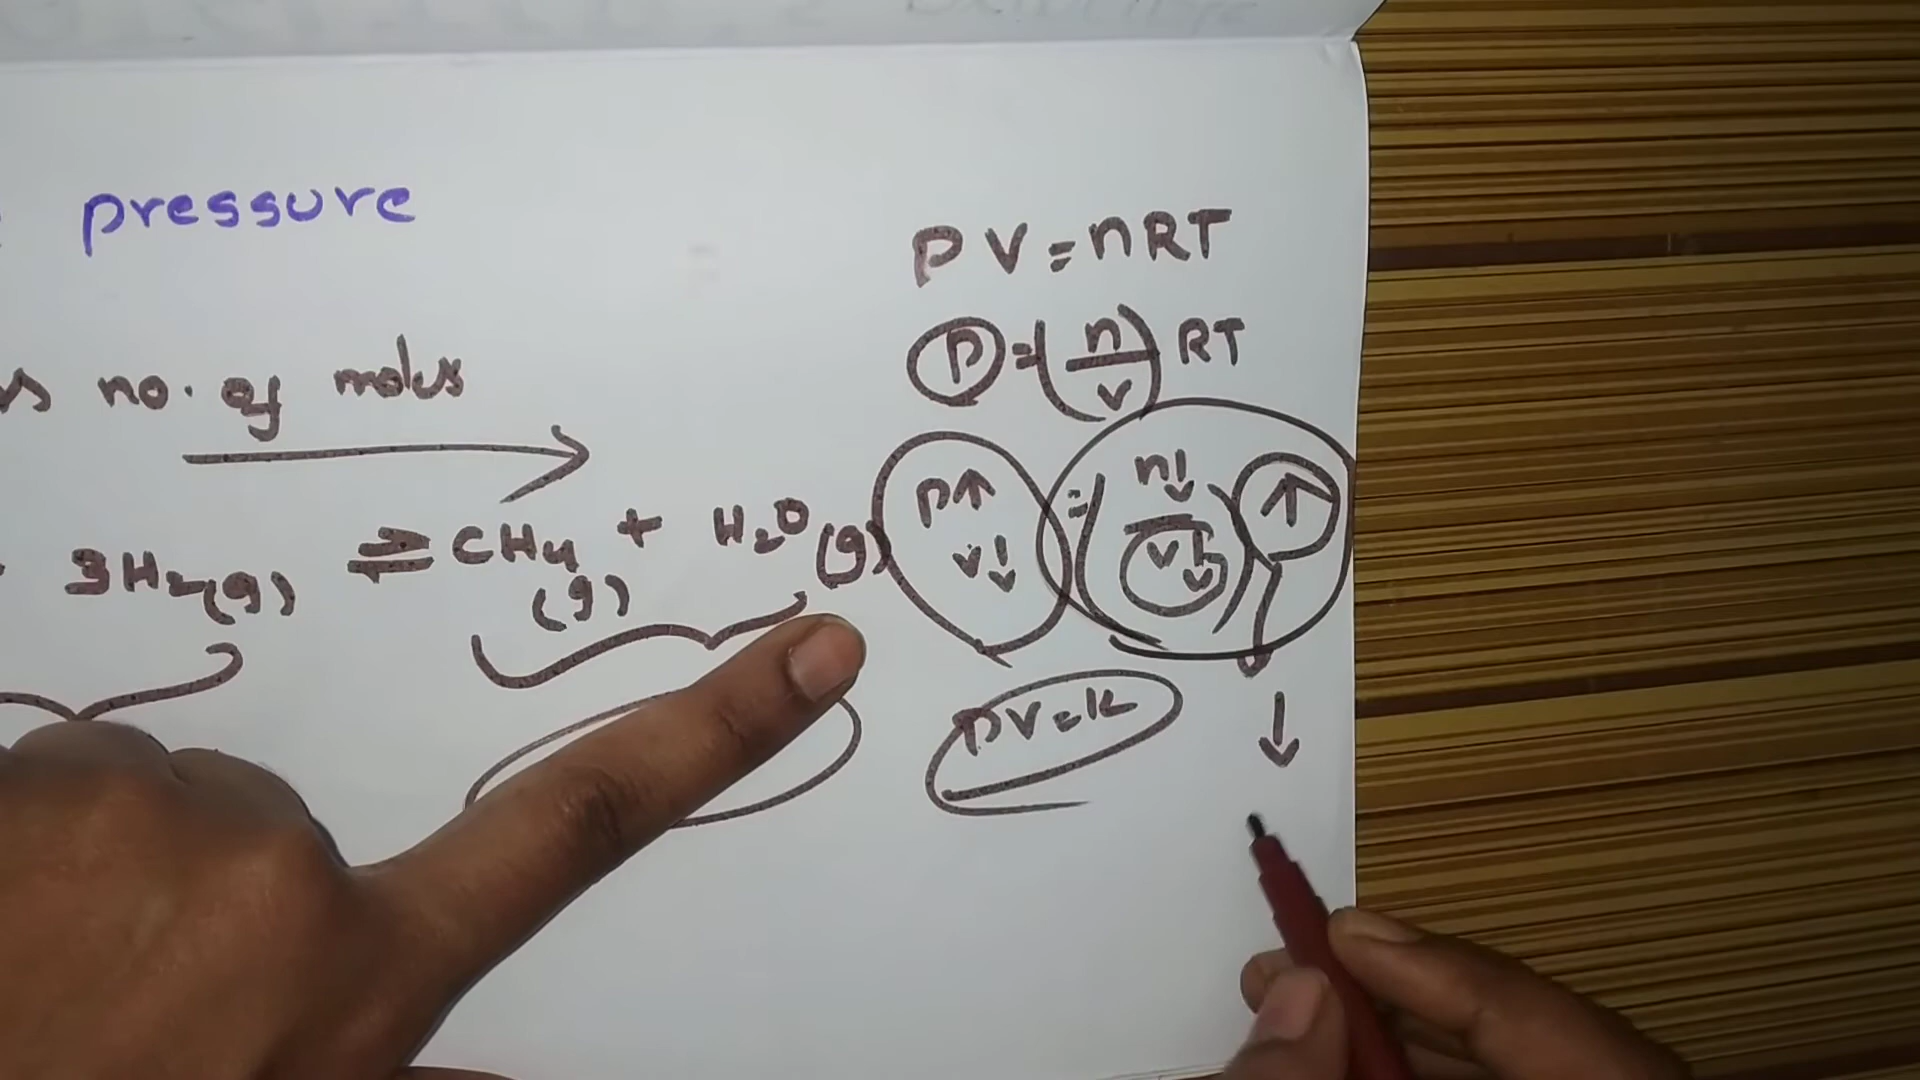 pressure
PV=nRT
P=(n/V) RT
no. of moles
P↑ = (n↓/V↓) ↑
V↓
3H₂(g) ⇌ CH₄(g) + H₂O(g)
PV=k
↓